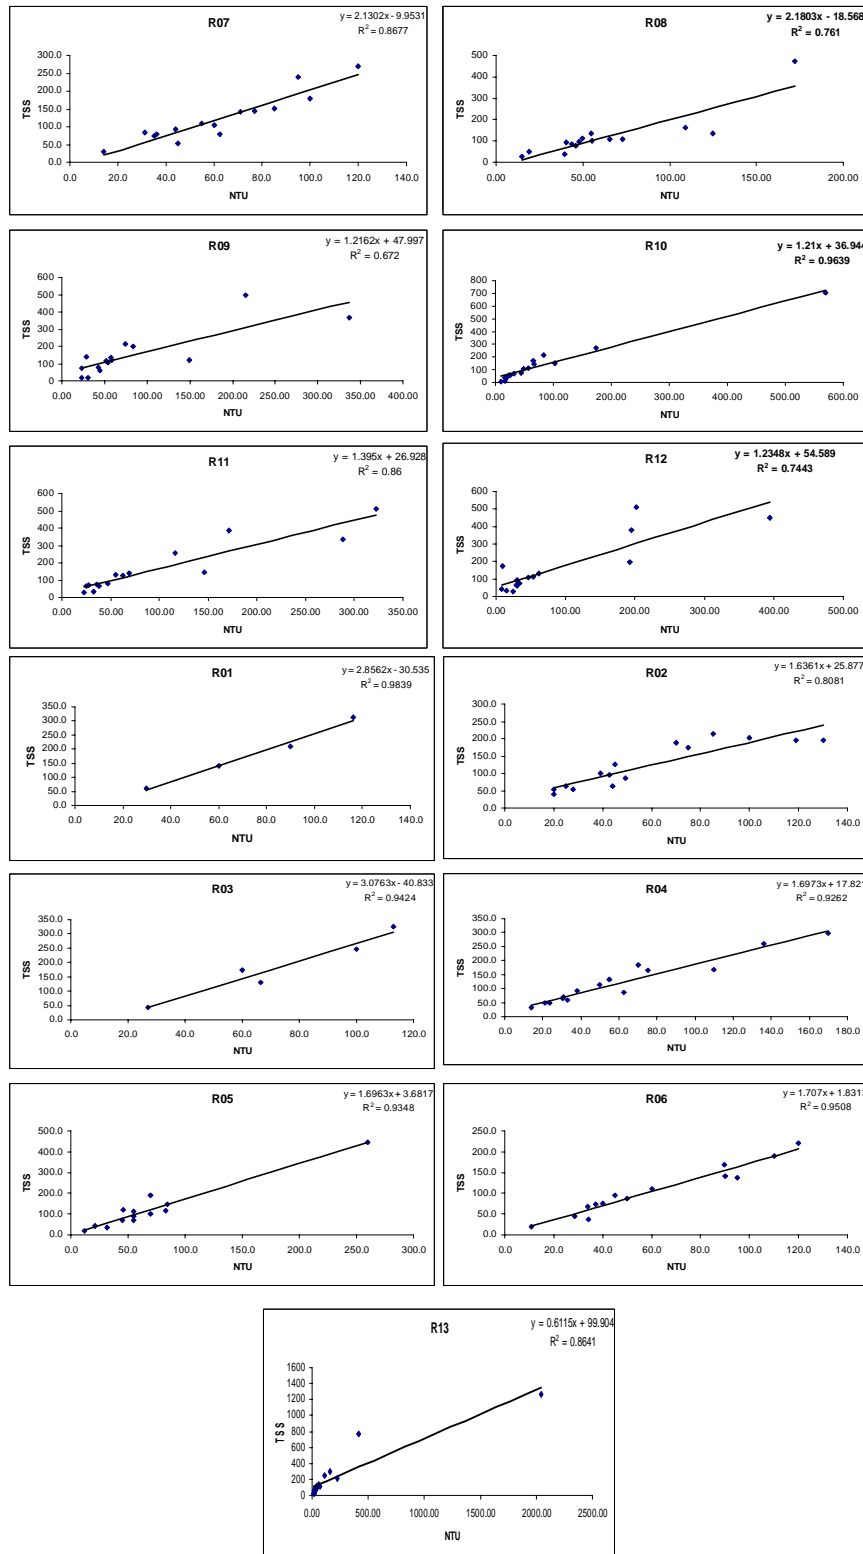 R07
y = 2.1302x - 9.9531
R² = 0.8677
300.0
250.0
200.0
150.0
100.0
50.0
0.0
TSS
0.0 20.0 40.0 60.0 80.0 100.0 120.0 140.0
NTU
R08
y = 2.1803x - 18.568
R² = 0.761
500
400
300
200
100
0
TSS
0.00 50.00 100.00 150.00 200.00
NTU
R09
y = 1.2162x + 47.997
R² = 0.672
600
500
400
300
200
100
0
TSS
0.00 50.00 100.00 150.00 200.00 250.00 300.00 350.00 400.00
NTU
R10
y = 1.21x + 36.944
R² = 0.9639
800
700
600
500
400
300
200
100
0
TSS
0.00 100.00 200.00 300.00 400.00 500.00 600.00
NTU
R11
y = 1.395x + 26.928
R² = 0.86
600
500
400
300
200
100
0
TSS
0.00 50.00 100.00 150.00 200.00 250.00 300.00 350.00
NTU
R12
y = 1.2348x + 54.589
R² = 0.7443
600
500
400
300
200
100
0
TSS
0.00 100.00 200.00 300.00 400.00 500.00
NTU
R01
y = 2.8562x - 30.535
R² = 0.9839
350.0
300.0
250.0
200.0
150.0
100.0
50.0
0.0
TSS
0.0 20.0 40.0 60.0 80.0 100.0 120.0 140.0
NTU
R02
y = 1.6361x + 25.877
R² = 0.8081
300.0
250.0
200.0
150.0
100.0
50.0
0.0
TSS
0.0 20.0 40.0 60.0 80.0 100.0 120.0 140.0
NTU
R03
y = 3.0763x - 40.833
R² = 0.9424
350.0
300.0
250.0
200.0
150.0
100.0
50.0
0.0
TSS
0.0 20.0 40.0 60.0 80.0 100.0 120.0
NTU
R04
y = 1.6973x + 17.821
R² = 0.9262
350.0
300.0
250.0
200.0
150.0
100.0
50.0
0.0
TSS
0.0 20.0 40.0 60.0 80.0 100.0 120.0 140.0 160.0 180.0
NTU
R05
y = 1.6963x + 3.6817
R² = 0.9348
500.0
400.0
300.0
200.0
100.0
0.0
TSS
0.0 50.0 100.0 150.0 200.0 250.0 300.0
NTU
R06
y = 1.707x + 1.8313
R² = 0.9508
250.0
200.0
150.0
100.0
50.0
0.0
TSS
0.0 20.0 40.0 60.0 80.0 100.0 120.0 140.0
NTU
R13
y = 0.6115x + 99.904
R² = 0.8641
1600
1400
1200
1000
800
600
400
200
0
TSS
0.00 500.00 1000.00 1500.00 2000.00 2500.00
NTU